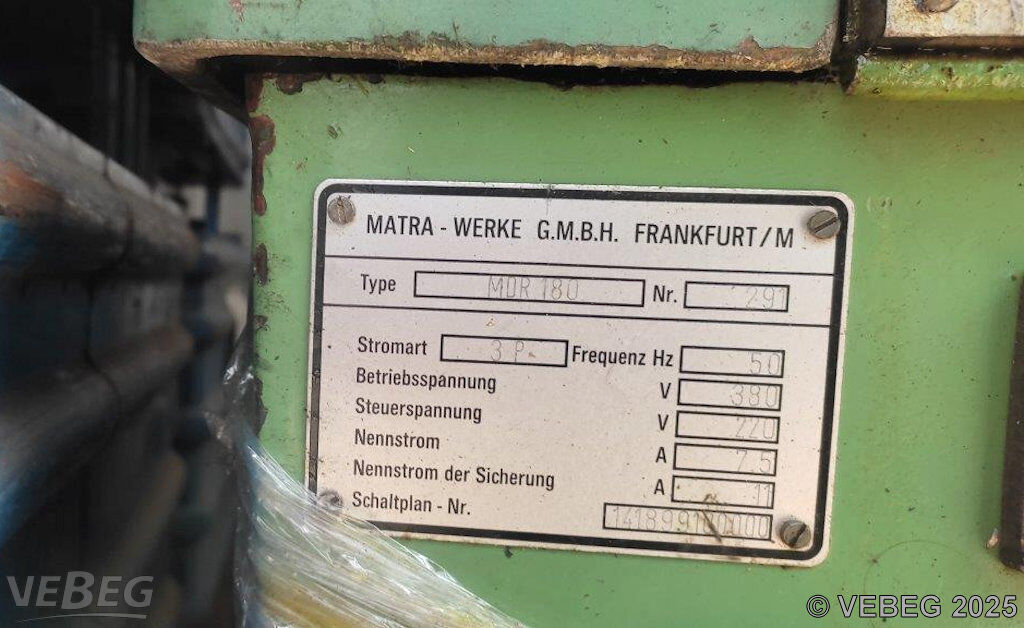 MATRA - WERKE G.M.B.H. FRANKFURT/M
Type MDR 180 Nr. 291
Stromart 3 P. Frequenz Hz 50
Betriebsspannung V 380
Steuerspannung V 220
Nennstrom A 7.5
Nennstrom der Sicherung A 11
Schaltplan - Nr.
VEBEG
© VEBEG 2025